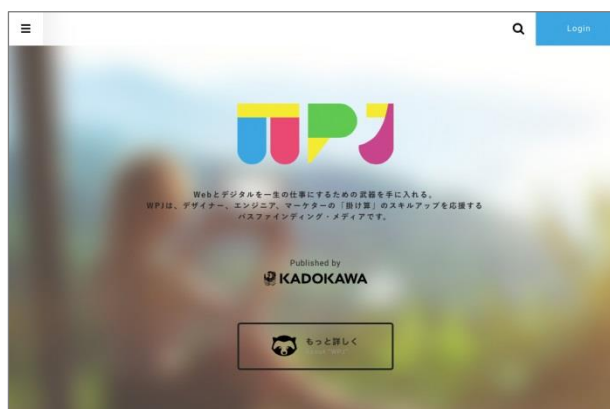 Login
WPJ
Webとデジタルを一生の仕事にするための武器を手に入れる。
WPJは、デザイナー、エンジニア、マーケターの「掛け算」のスキルアップを応援する
パスファインディング・メディアです。
Published by
KADOKAWA
もっと詳しく